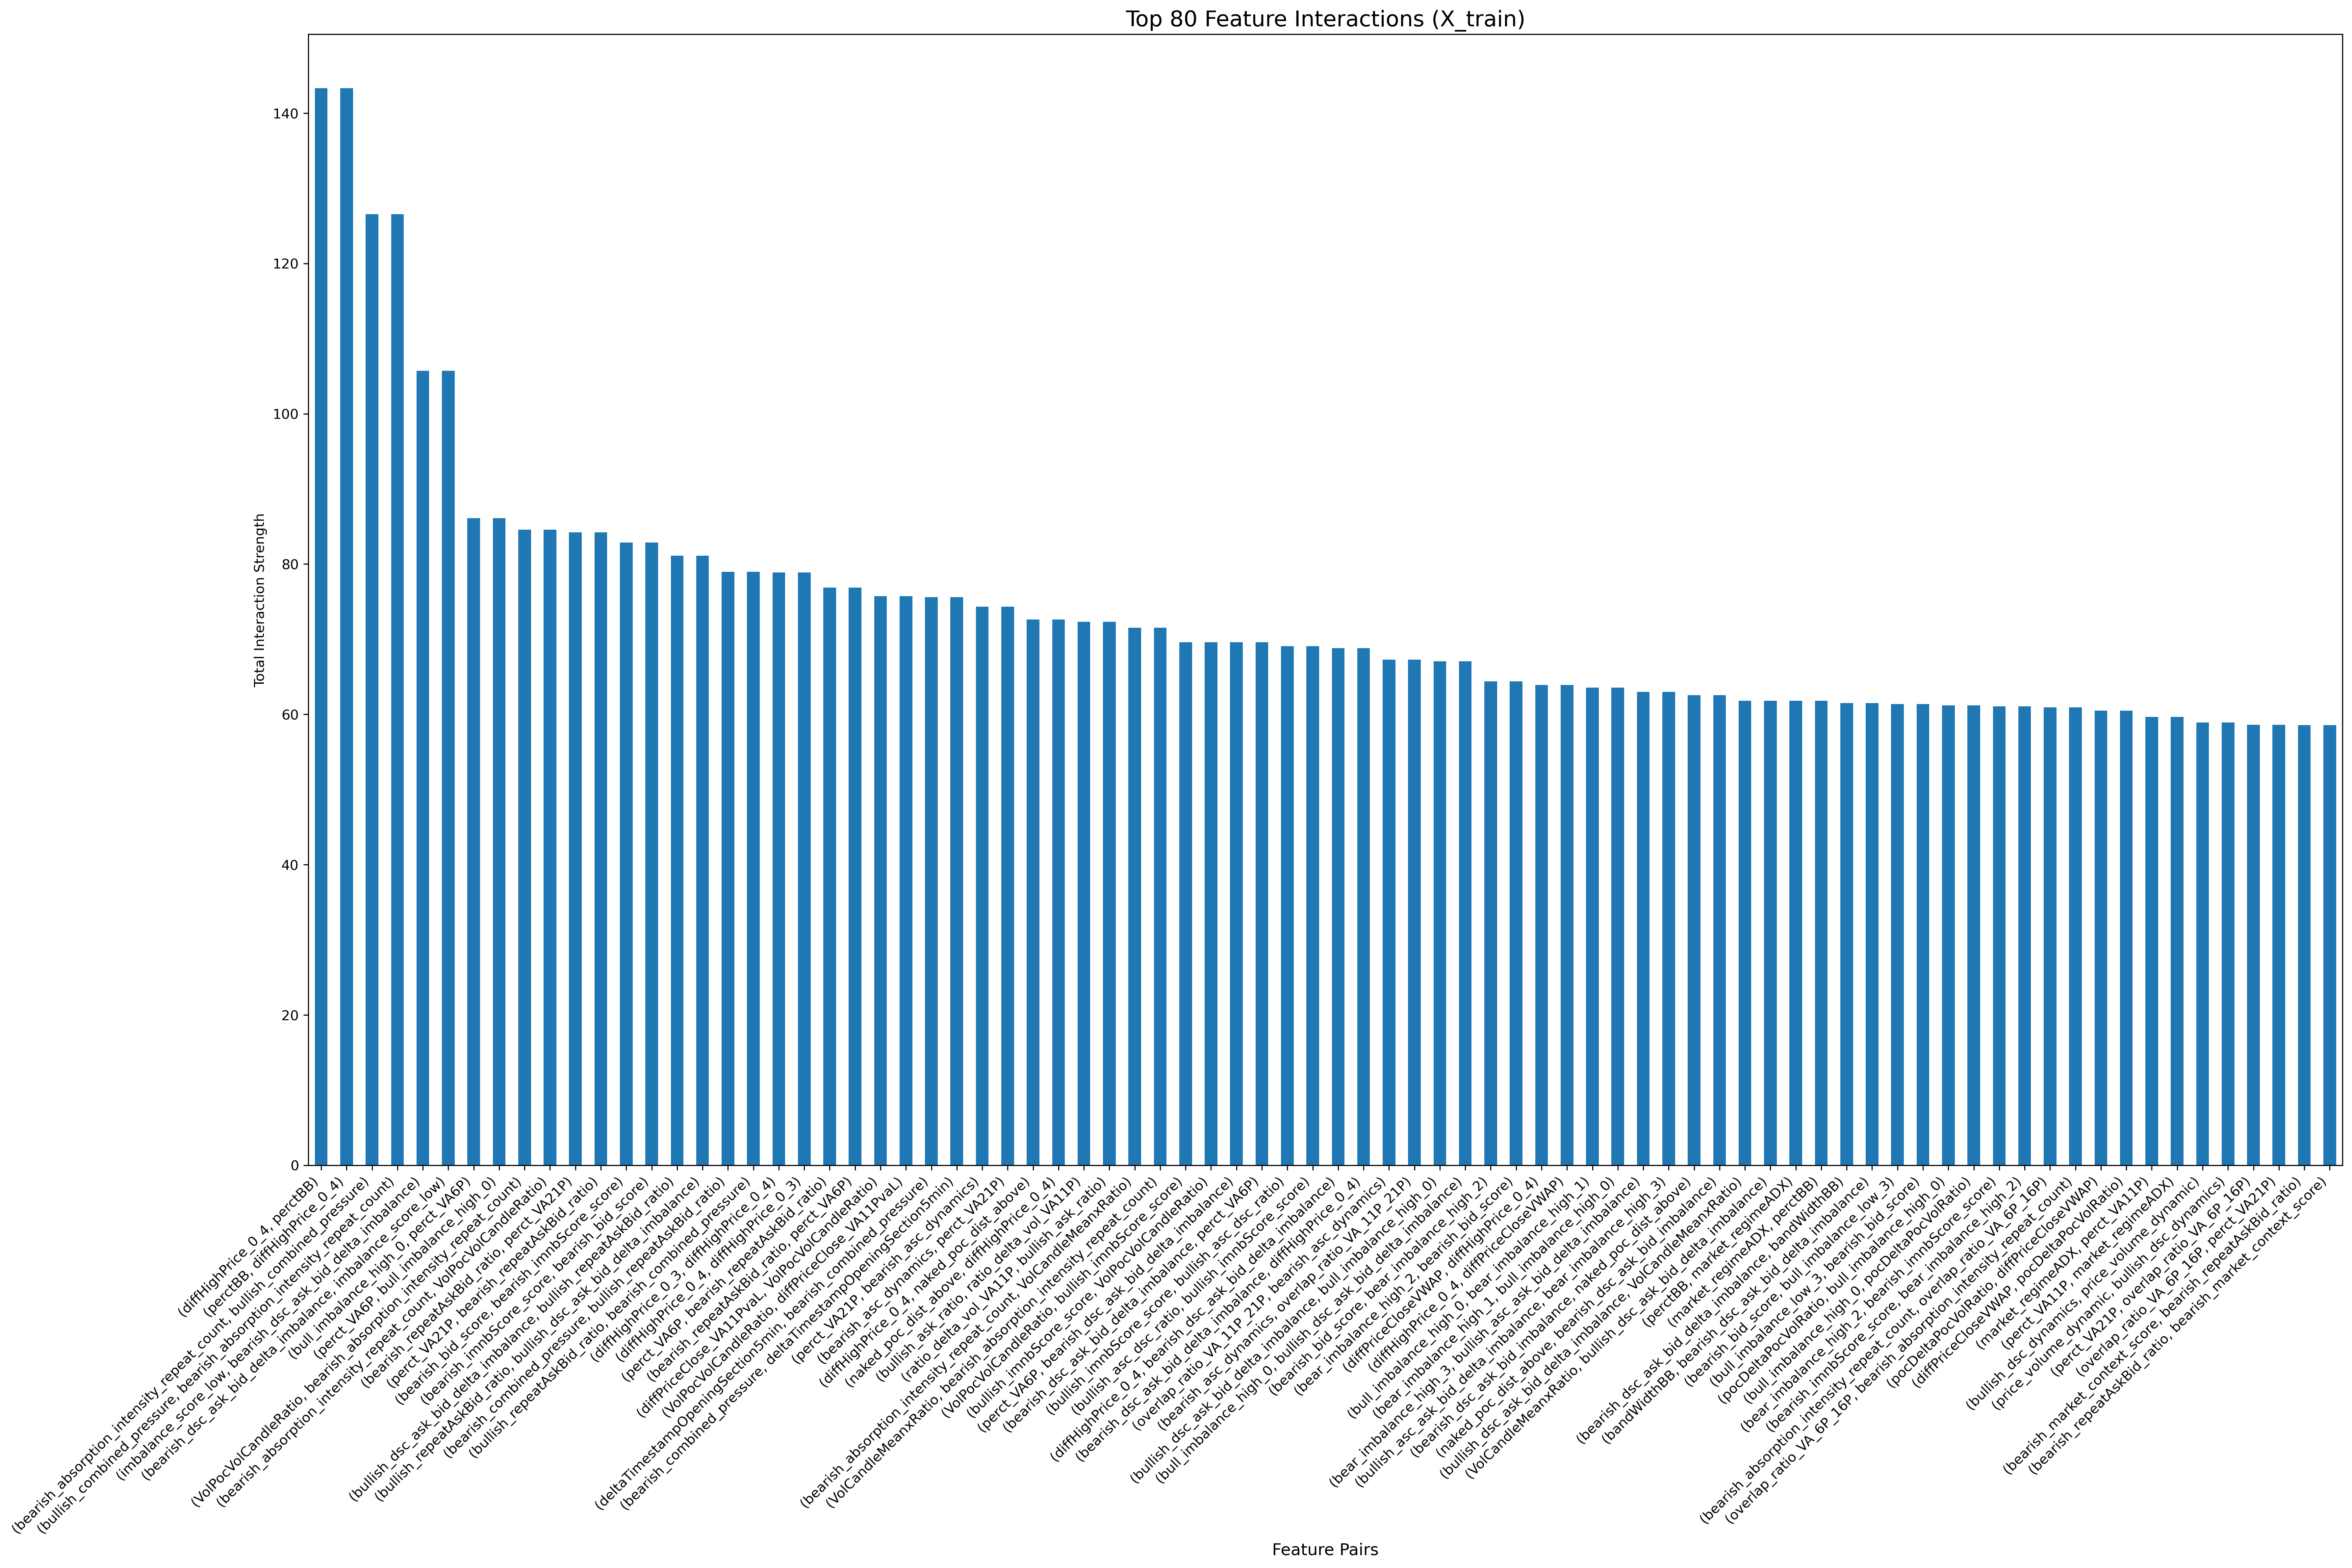 Top 80 Feature Interactions (X_train)
Total Interaction Strength
140
120
100
80
60
40
20
0
(diffHighPrice_0_4, perctBB)
(perctBB, diffHighPrice_0_4)
(bearish_absorption_intensity_repeat_count, bullish_combined_pressure)
(bullish_combined_pressure, bearish_absorption_intensity_repeat_count)
(imbalance_score_low, bearish_dsc_ask_bid_delta_imbalance)
(bearish_dsc_ask_bid_delta_imbalance, imbalance_score_low)
(bull_imbalance_high_0, perct_VA6P)
(perct_VA6P, bull_imbalance_high_0)
(VolPocVolCandleRatio, bearish_absorption_intensity_repeat_count)
(bearish_absorption_intensity_repeat_count, VolPocVolCandleRatio)
(bearish_repeatAskBid_ratio, perct_VA21P)
(perct_VA21P, bearish_repeatAskBid_ratio)
(bearish_bid_score, bearish_imnbScore_score)
(bearish_imnbScore_score, bearish_bid_score)
(bullish_dsc_ask_bid_delta_imbalance, bullish_repeatAskBid_ratio)
(bullish_repeatAskBid_ratio, bullish_dsc_ask_bid_delta_imbalance)
(bearish_combined_pressure, bullish_repeatAskBid_ratio)
(bullish_repeatAskBid_ratio, bearish_combined_pressure)
(diffHighPrice_0_3, diffHighPrice_0_4)
(diffHighPrice_0_4, diffHighPrice_0_3)
(perct_VA6P, bearish_repeatAskBid_ratio)
(bearish_repeatAskBid_ratio, perct_VA6P)
(diffPriceClose_VA11PvaL, VolPocVolCandleRatio)
(VolPocVolCandleRatio, diffPriceClose_VA11PvaL)
(deltaTimestampOpeningSection5min, bearish_combined_pressure)
(bearish_combined_pressure, deltaTimestampOpeningSection5min)
(perct_VA21P, bearish_asc_dynamics)
(bearish_asc_dynamics, perct_VA21P)
(diffHighPrice_0_4, naked_poc_dist_above)
(naked_poc_dist_above, diffHighPrice_0_4)
(bullish_ask_ratio, ratio_delta_vol_VA11P)
(ratio_delta_vol_VA11P, bullish_ask_ratio)
(bearish_absorption_intensity_repeat_count, VolCandleMeanxRatio)
(VolCandleMeanxRatio, bearish_absorption_intensity_repeat_count)
(VolPocVolCandleRatio, bullish_imnbScore_score)
(bullish_imnbScore_score, VolPocVolCandleRatio)
(perct_VA6P, bearish_dsc_ask_bid_delta_imbalance)
(bearish_dsc_ask_bid_delta_imbalance, perct_VA6P)
(bullish_imnbScore_score, bullish_asc_dsc_ratio)
(bullish_asc_dsc_ratio, bullish_imnbScore_score)
(diffHighPrice_0_4, bearish_dsc_ask_bid_delta_imbalance)
(bearish_dsc_ask_bid_delta_imbalance, diffHighPrice_0_4)
(overlap_ratio_VA_11P_21P, bearish_asc_dynamics)
(bearish_asc_dynamics, overlap_ratio_VA_11P_21P)
(bullish_dsc_ask_bid_delta_imbalance, bull_imbalance_high_0)
(bull_imbalance_high_0, bullish_dsc_ask_bid_delta_imbalance)
(bearish_bid_score, bear_imbalance_high_2)
(bear_imbalance_high_2, bearish_bid_score)
(diffPriceCloseVWAP, diffHighPrice_0_4)
(diffHighPrice_0_4, diffPriceCloseVWAP)
(bull_imbalance_high_0, bear_imbalance_high_1)
(bear_imbalance_high_1, bull_imbalance_high_0)
(bear_imbalance_high_3, bullish_asc_ask_bid_delta_imbalance)
(bullish_asc_ask_bid_delta_imbalance, bear_imbalance_high_3)
(bearish_dsc_ask_bid_imbalance, naked_poc_dist_above)
(naked_poc_dist_above, bearish_dsc_ask_bid_imbalance)
(bullish_dsc_ask_bid_delta_imbalance, VolCandleMeanxRatio)
(VolCandleMeanxRatio, bullish_dsc_ask_bid_delta_imbalance)
(perctBB, market_regimeADX)
(market_regimeADX, perctBB)
(bearish_dsc_ask_bid_delta_imbalance, bandWidthBB)
(bandWidthBB, bearish_dsc_ask_bid_delta_imbalance)
(bearish_bid_score, bull_imbalance_low_3)
(bull_imbalance_low_3, bearish_bid_score)
(pocDeltaPocVolRatio, bull_imbalance_high_0)
(bull_imbalance_high_0, pocDeltaPocVolRatio)
(bear_imbalance_high_2, bearish_imnbScore_score)
(bearish_imnbScore_score, bear_imbalance_high_2)
(bearish_absorption_intensity_repeat_count, overlap_ratio_VA_6P_16P)
(overlap_ratio_VA_6P_16P, bearish_absorption_intensity_repeat_count)
(pocDeltaPocVolRatio, diffPriceCloseVWAP)
(diffPriceCloseVWAP, pocDeltaPocVolRatio)
(market_regimeADX, perct_VA11P)
(perct_VA11P, market_regimeADX)
(bullish_dsc_dynamics, price_volume_dynamic)
(price_volume_dynamic, bullish_dsc_dynamics)
(perct_VA21P, overlap_ratio_VA_6P_16P)
(overlap_ratio_VA_6P_16P, perct_VA21P)
(bearish_market_context_score, bearish_repeatAskBid_ratio)
(bearish_repeatAskBid_ratio, bearish_market_context_score)
Feature Pairs